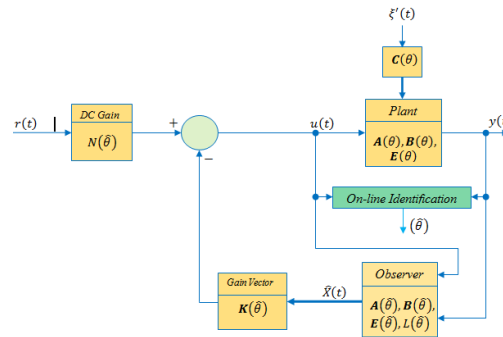 ξ′(t)
C(θ)
r(t)
DC Gain
N(θ̂)
+
−
u(t)
Plant
A(θ), B(θ),
E(θ)
y(t
On-line Identification
(θ̂)
Observer
A(θ̂), B(θ̂),
E(θ̂), L(θ̂)
X̂(t)
Gain Vector
K(θ̂)